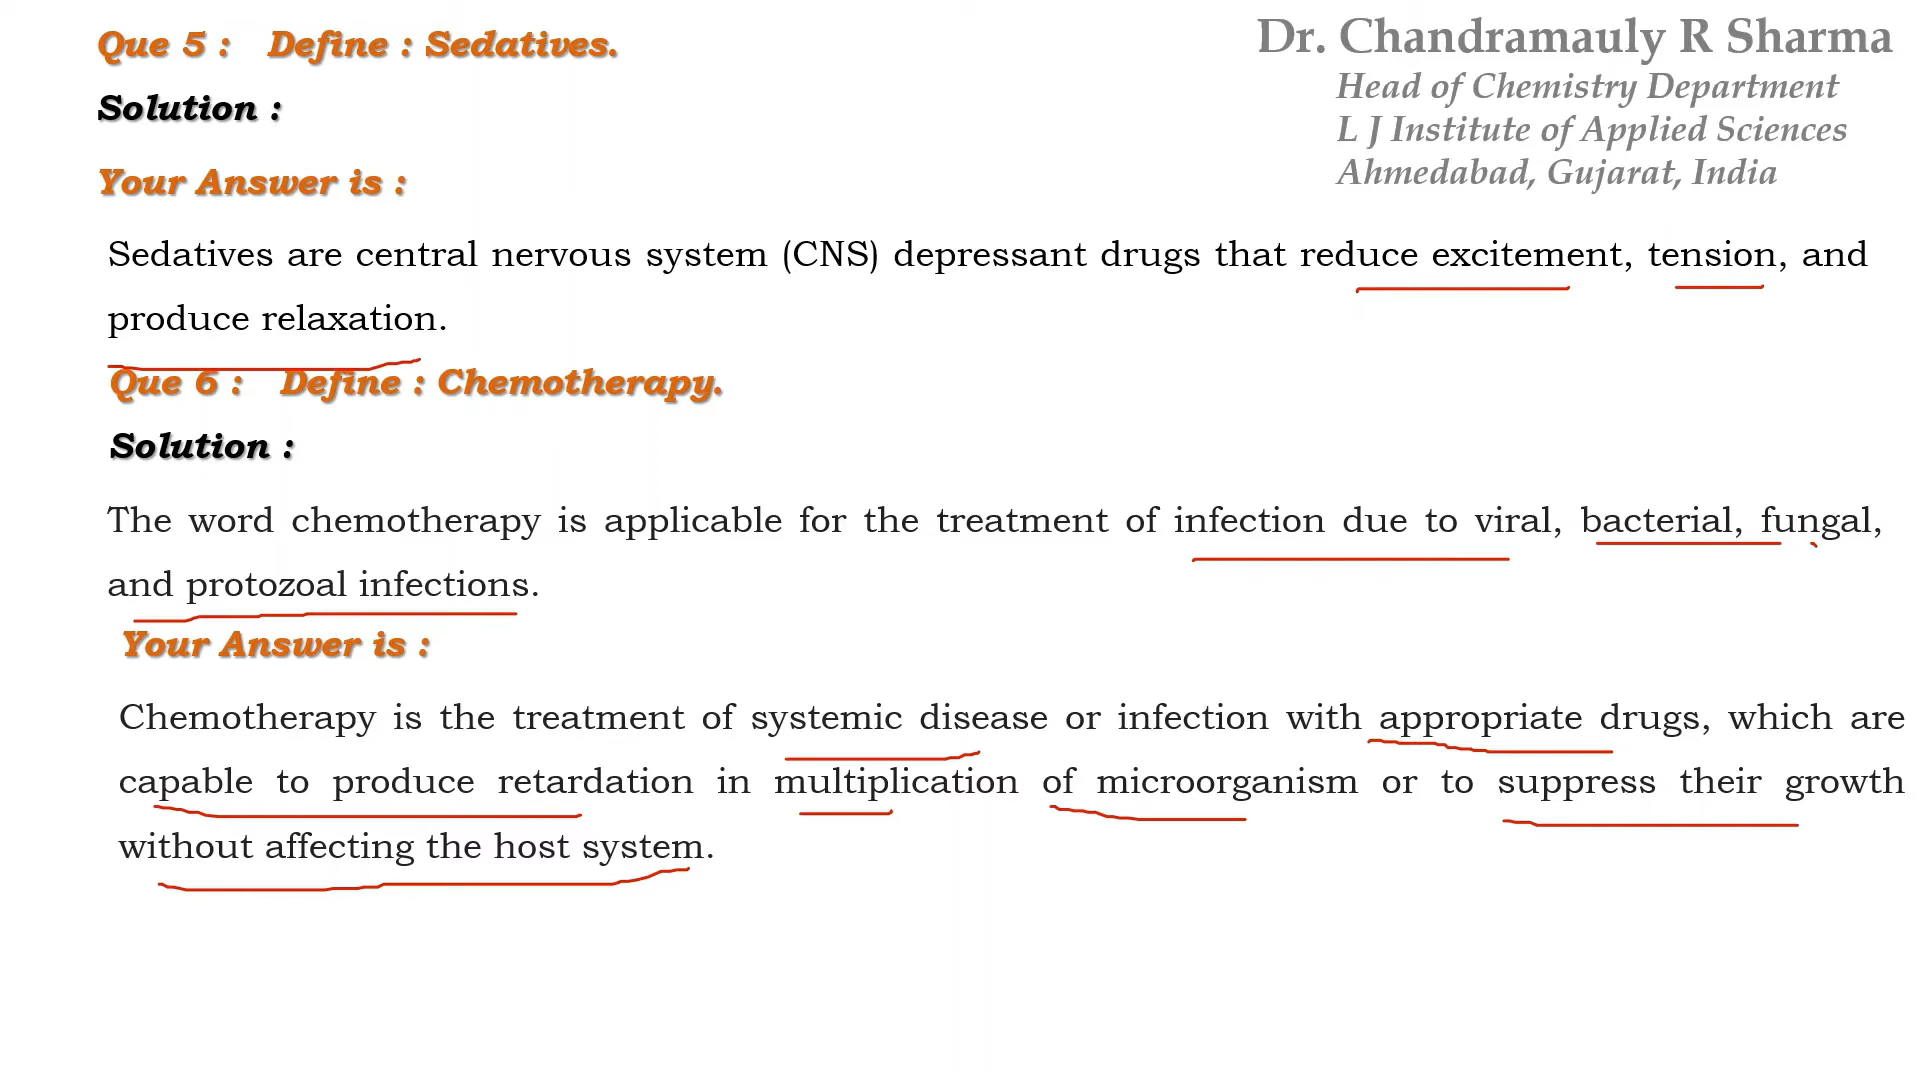 Que 5 : Define : Sedatives.
Dr. Chandramauly R Sharma
Head of Chemistry Department
L J Institute of Applied Sciences
Ahmedabad, Gujarat, India
Solution :
Your Answer is :
Sedatives are central nervous system (CNS) depressant drugs that reduce excitement, tension, and
produce relaxation.
Que 6 : Define : Chemotherapy.
Solution :
The word chemotherapy is applicable for the treatment of infection due to viral, bacterial, fungal,
and protozoal infections.
Your Answer is :
Chemotherapy is the treatment of systemic disease or infection with appropriate drugs, which are
capable to produce retardation in multiplication of microorganism or to suppress their growth
without affecting the host system.